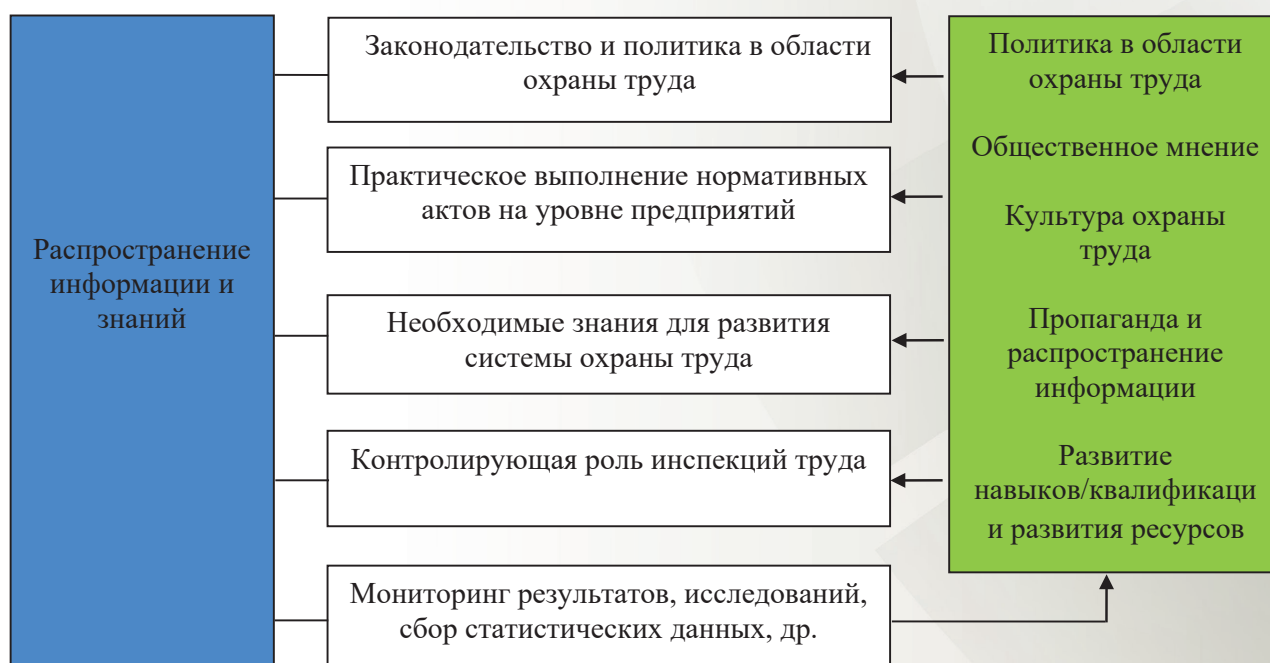 Распространение
информации и
знаний
Законодательство и политика в области
охраны труда
Практическое выполнение нормативных
актов на уровне предприятий
Необходимые знания для развития
системы охраны труда
Контролирующая роль инспекций труда
Мониторинг результатов, исследований,
сбор статистических данных, др.
Политика в области
охраны труда
Общественное мнение
Культура охраны
труда
Пропаганда и
распространение
информации
Развитие
навыков/квалификаци
и развития ресурсов